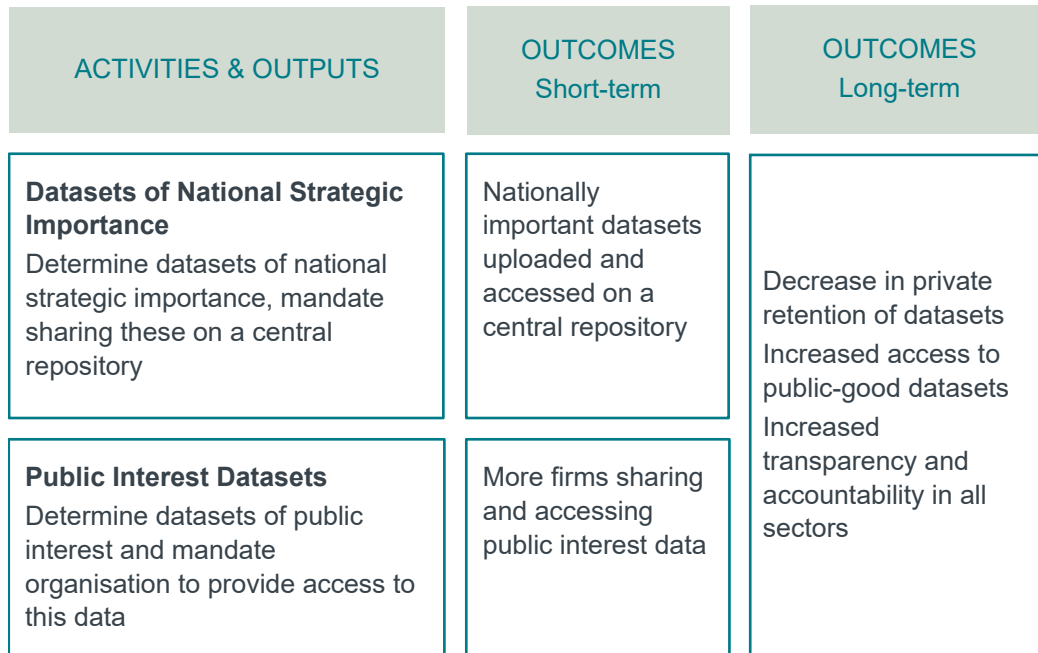 ACTIVITIES & OUTPUTS
OUTCOMES
Short-term
OUTCOMES
Long-term
Datasets of National Strategic
Importance
Determine datasets of national
strategic importance, mandate
sharing these on a central
repository
Nationally
important datasets
uploaded and
accessed on a
central repository
Public Interest Datasets
Determine datasets of public
interest and mandate
organisation to provide access to
this data
More firms sharing
and accessing
public interest data
Decrease in private
retention of datasets
Increased access to
public-good datasets
Increased
transparency and
accountability in all
sectors